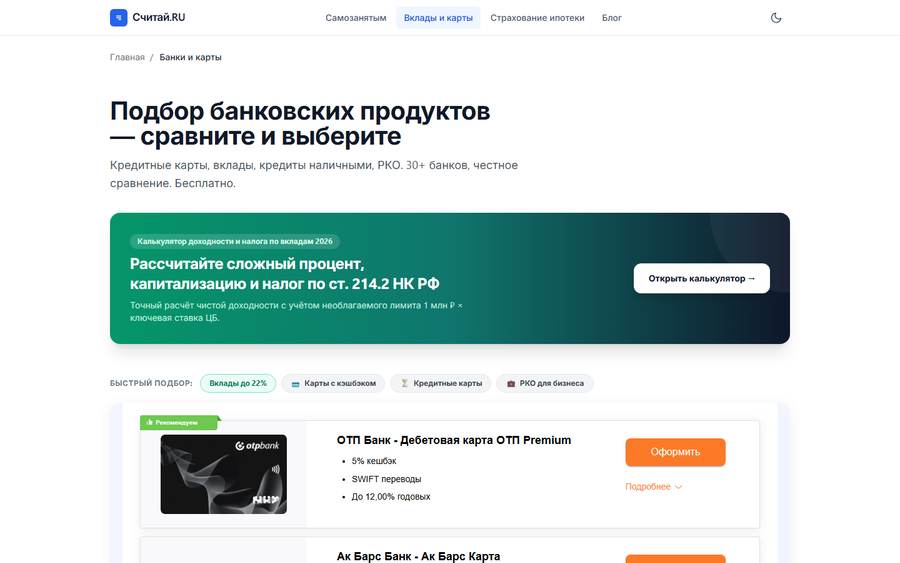 Считай.RU
Самозанятым
Вклады и карты
Страхование ипотеки
Блог
Главная / Банки и карты
Подбор банковских продуктов
— сравните и выберите
Кредитные карты, вклады, кредиты наличными, РКО. 30+ банков, честное
сравнение. Бесплатно.
Калькулятор доходности и налога по вкладам 2026
Рассчитайте сложный процент,
капитализацию и налог по ст. 214.2 НК РФ
Точный расчёт чистой доходности с учётом необлагаемого лимита 1 млн ₽ ×
ключевая ставка ЦБ.
Открыть калькулятор →
БЫСТРЫЙ ПОДБОР:
Вклады до 22%
Карты с кэшбэком
Кредитные карты
РКО для бизнеса
Рекомендуем
otpbank
ОТП Банк - Дебетовая карта ОТП Premium
• 5% кешбэк
• SWIFT переводы
• До 12,00% годовых
Оформить
Подробнее
Ак Барс Банк - Ак Барс Карта